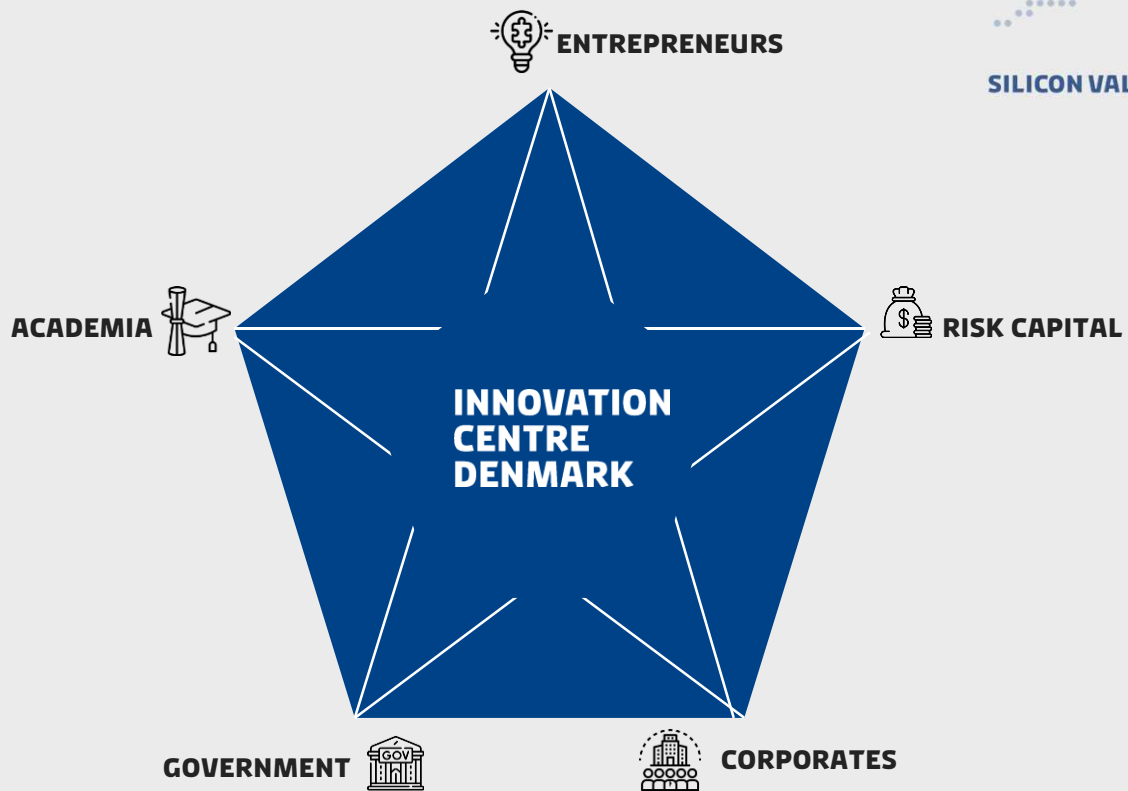 ENTREPRENEURS
SILICON VAL
ACADEMIA
RISK CAPITAL
INNOVATION
CENTRE
DENMARK
GOV
GOVERNMENT
CORPORATES